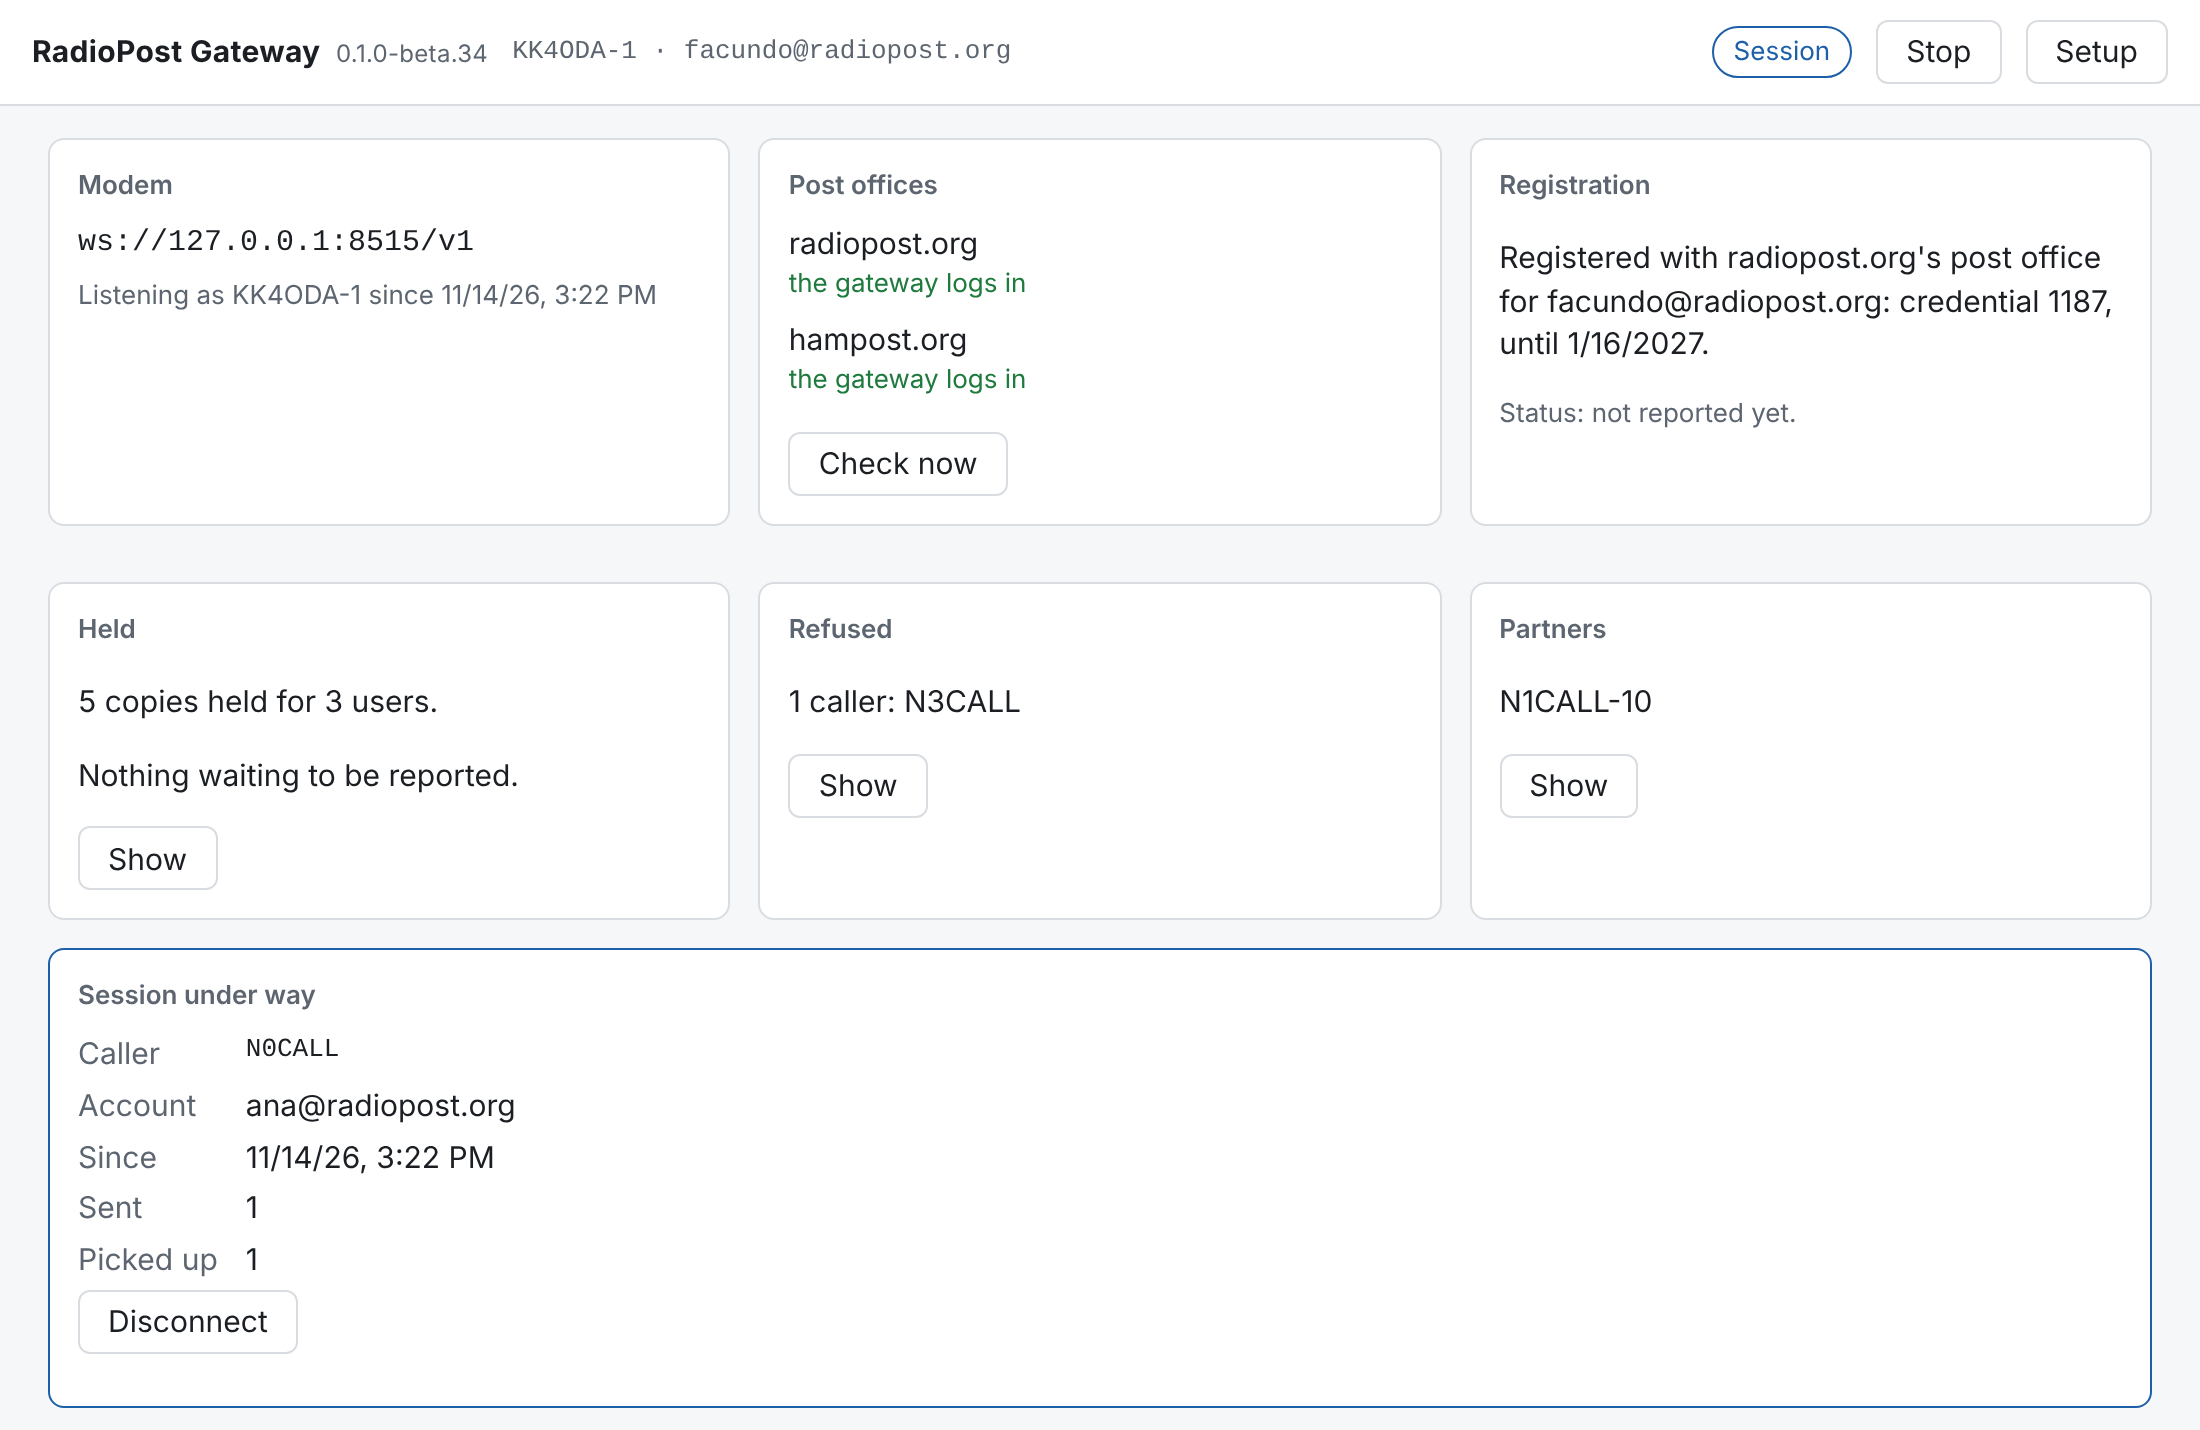 RadioPost Gateway 0.1.0-beta.34 KK4ODA-1 · facundo@radiopost.org
Session
Stop
Setup
Modem
ws://127.0.0.1:8515/v1
Listening as KK4ODA-1 since 11/14/26, 3:22 PM
Post offices
radiopost.org
the gateway logs in
hampost.org
the gateway logs in
Check now
Registration
Registered with radiopost.org's post office
for facundo@radiopost.org: credential 1187,
until 1/16/2027.
Status: not reported yet.
Held
5 copies held for 3 users.
Nothing waiting to be reported.
Show
Refused
1 caller: N3CALL
Show
Partners
N1CALL-10
Show
Session under way
Caller N0CALL
Account ana@radiopost.org
Since 11/14/26, 3:22 PM
Sent 1
Picked up 1
Disconnect